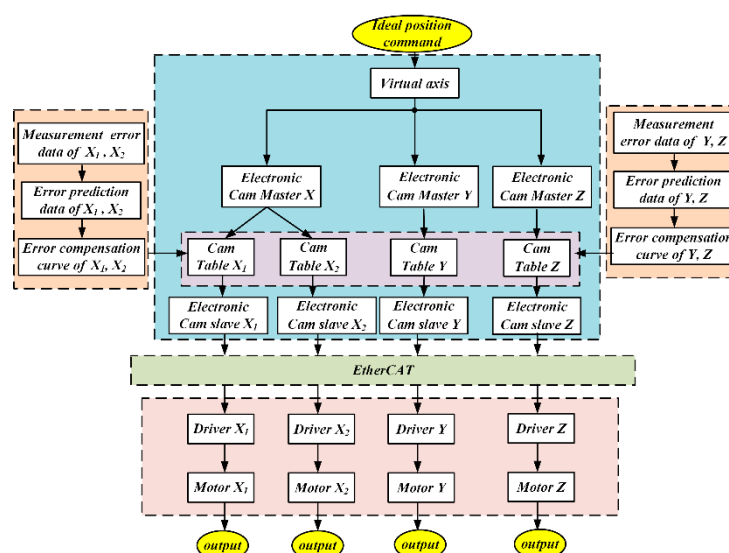 Ideal position
command
Virtual axis
Measurement error
data of X₁, X₂
Error prediction
data of X₁, X₂
Error compensation
curve of X₁, X₂
Measurement
error data of Y, Z
Error prediction
data of Y, Z
Error compensation
curve of Y, Z
Electronic
Cam Master X
Electronic
Cam Master Y
Electronic
Cam Master Z
Cam
Table X₁
Cam
Table X₂
Cam
Table Y
Cam
Table Z
Electronic
Cam slave X₁
Electronic
Cam slave X₂
Electronic
Cam slave Y
Electronic
Cam slave Z
EtherCAT
Driver X₁
Driver X₂
Driver Y
Driver Z
Motor X₁
Motor X₂
Motor Y
Motor Z
output
output
output
output